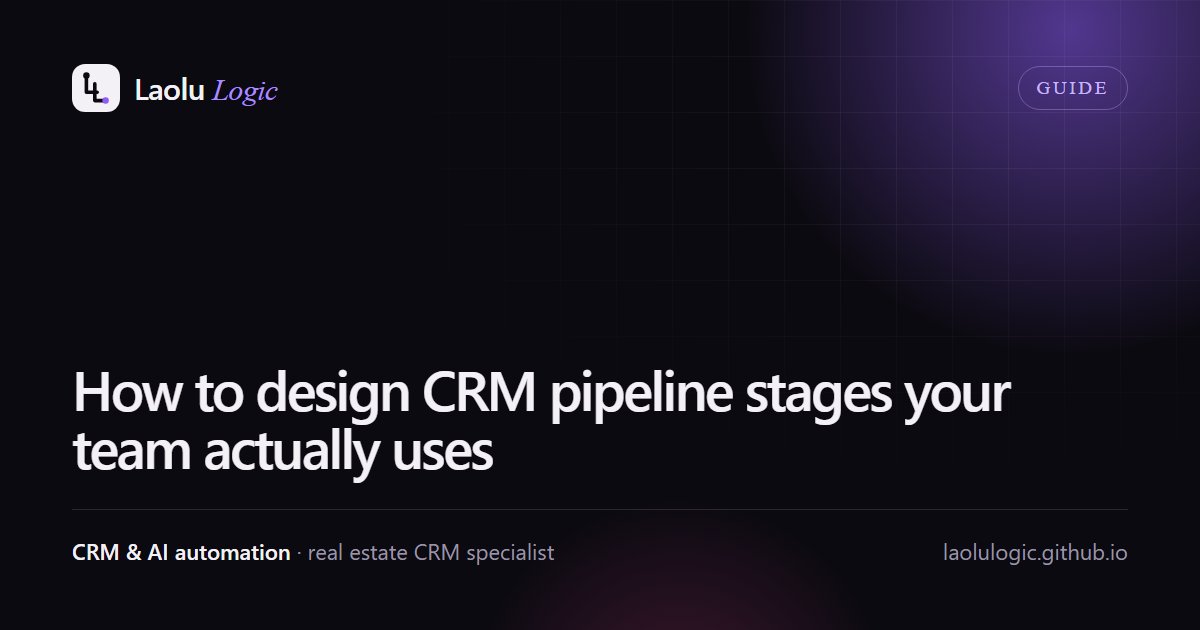 Laolu Logic
GUIDE
How to design CRM pipeline stages your
team actually uses
CRM & AI automation · real estate CRM specialist
laolulogic.github.io